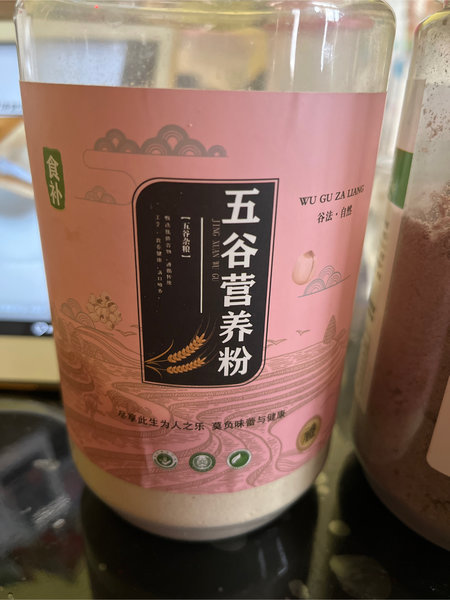 食补
五谷营养粉
JING XUAN WU GU
【五谷杂粮】
WU GU ZA LIANG
谷法·自然
尽享此生为人之乐 莫负味蕾与健康